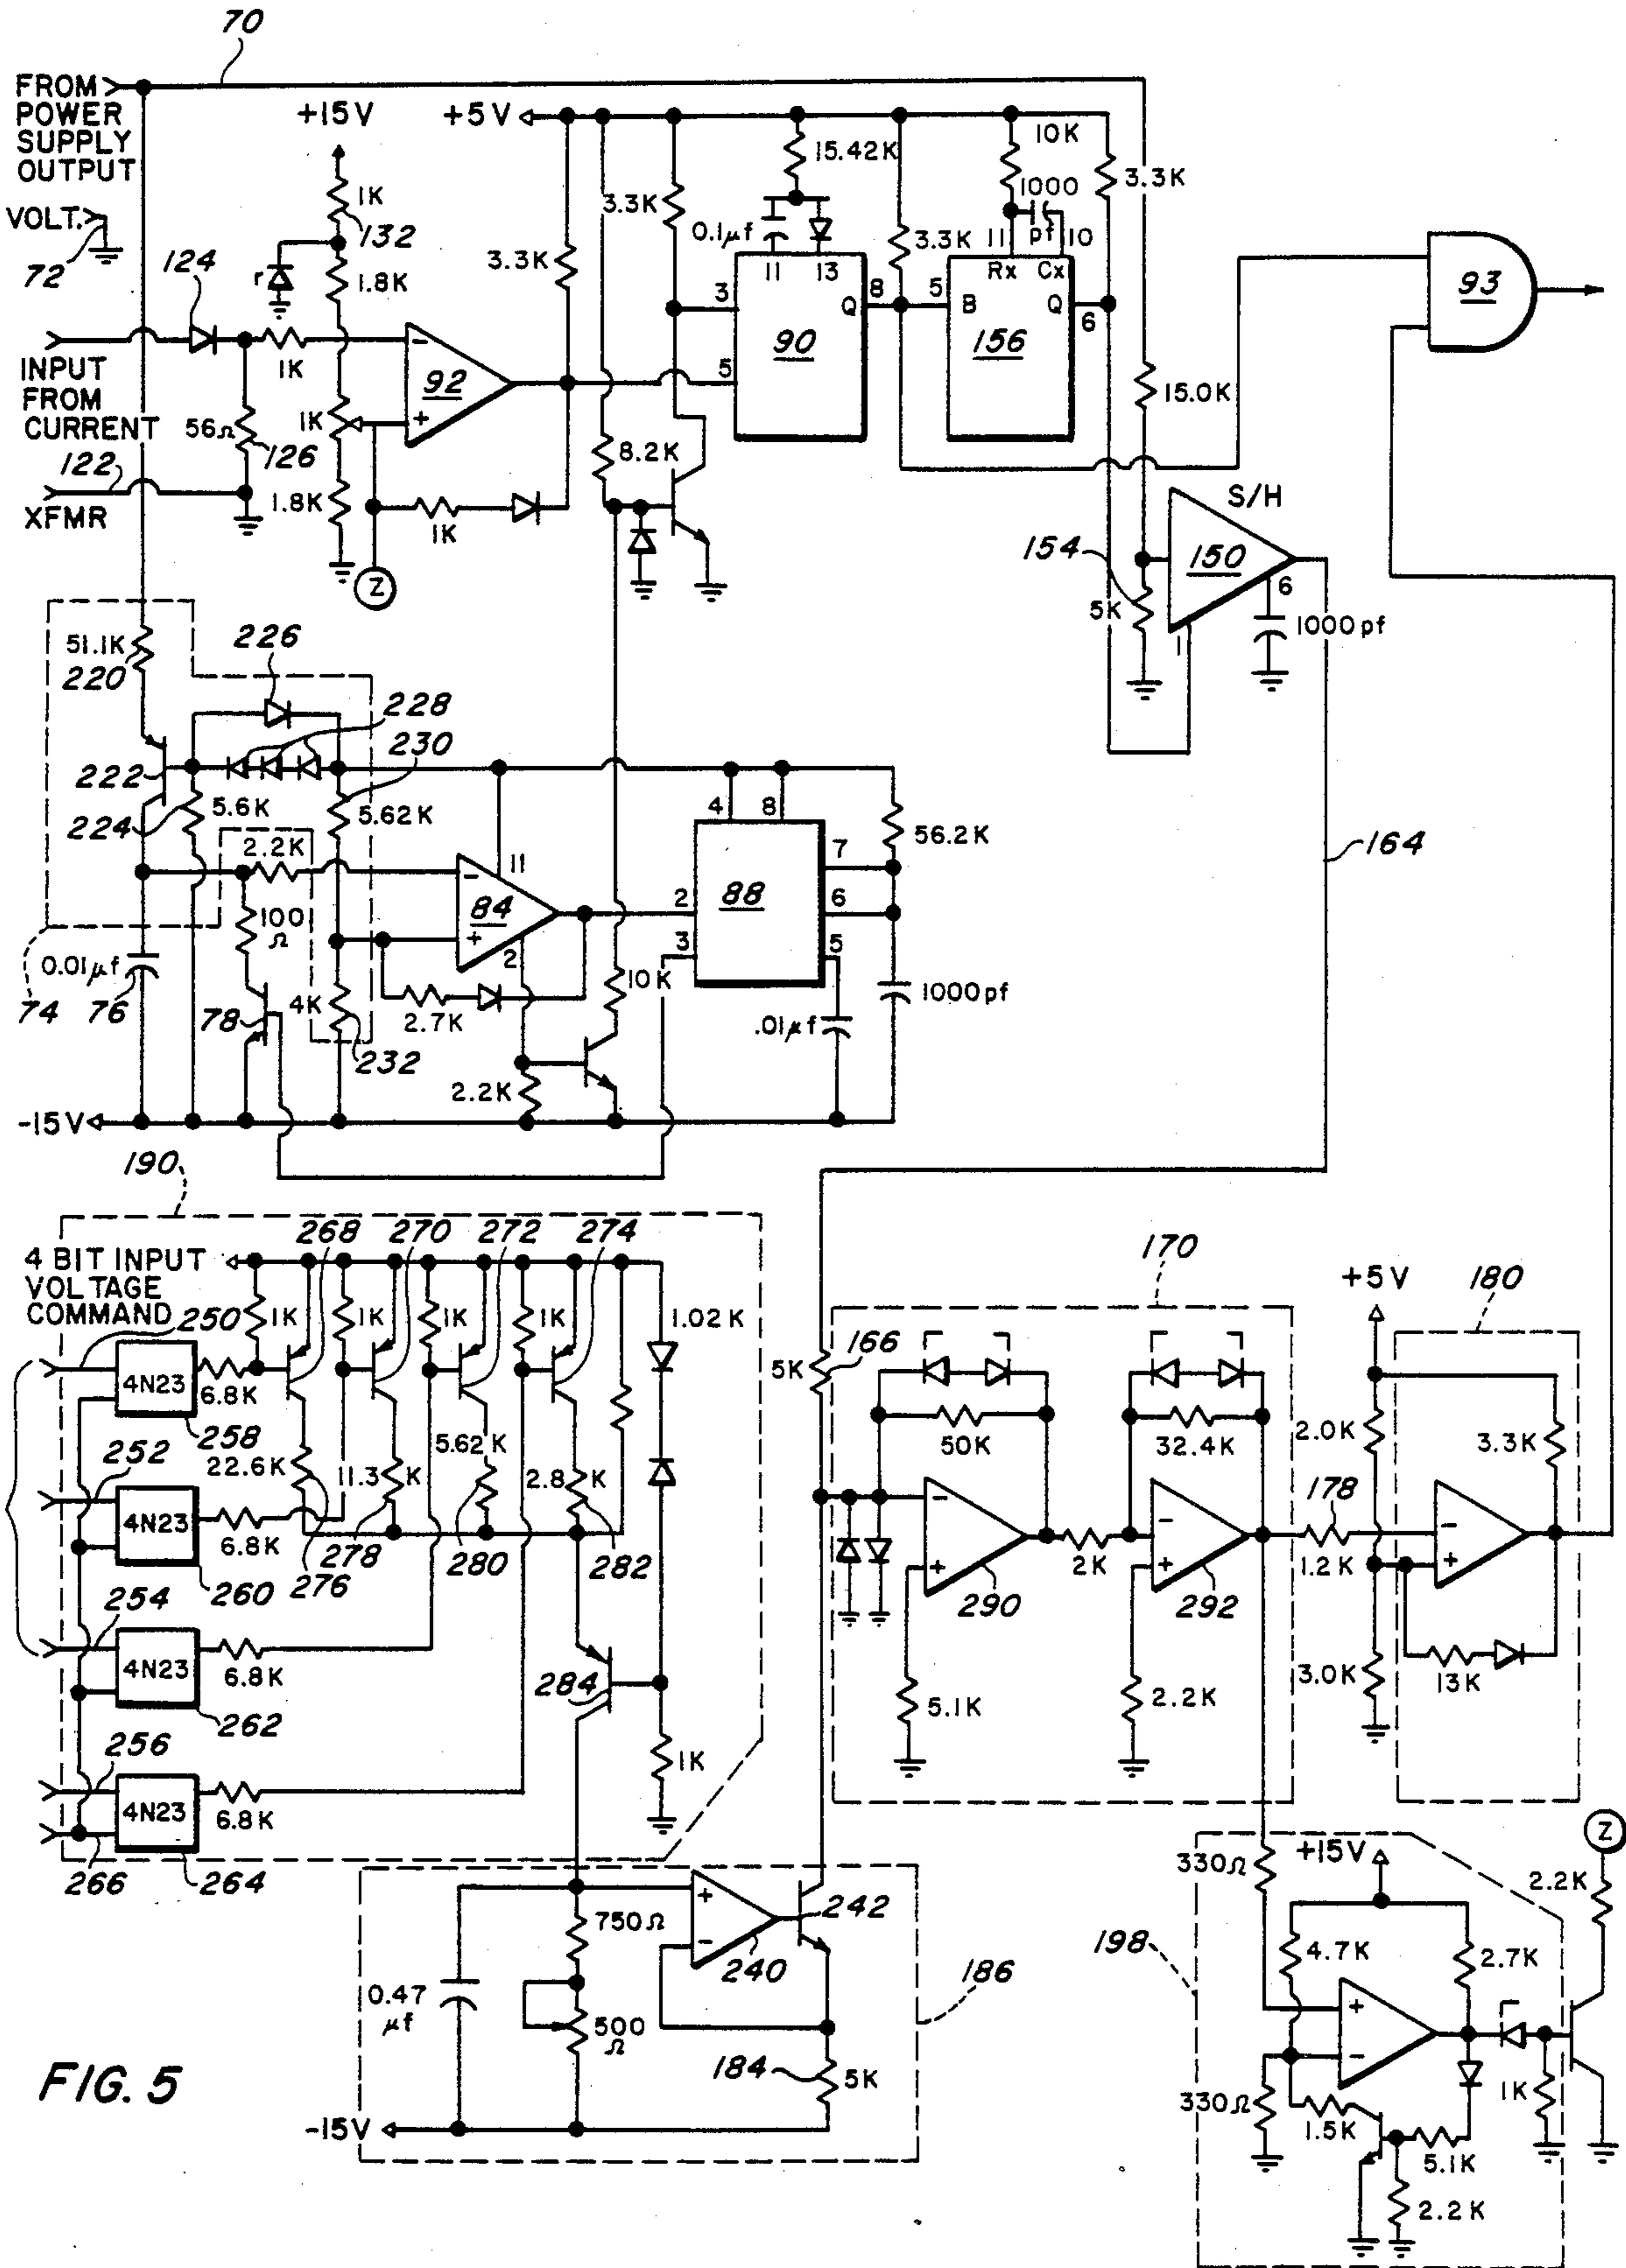 70
FROM
POWER
SUPPLY
OUTPUT
+15V
+5V
1K
132
15.42K
10K
3.3K
3.3K
1000
pf
VOLT.
72
124
r
1.8K
3.3K
0.1μf
11
13
3.3K
11
10
Rx
Cx
93
3
8
5
B
Q
Q
6
90
156
1K
92
-
+
5
15.0K
INPUT
FROM
CURRENT
56Ω
126
1K
8.2K
122
XFMR
1.8K
1K
Z
S/H
154
150
6
5K
1
1000 pf
51.1K
220
226
228
230
222
224
5.6K
5.62K
4
8
56.2K
164
2.2K
11
7
-
84
+
2
88
2
6
3
5
100
Ω
0.01μf
74
76
78
4K
2.7K
10K
.01μf
1000pf
232
2.2K
-15V
190
268
270
272
274
4 BIT INPUT
VOLTAGE
COMMAND
170
+5V
180
250
1K
1K
1K
1K
1.02K
166
5K
4N23
6.8K
258
50K
32.4K
2.0K
3.3K
252
22.6K
11.3K
5.62K
2.8K
178
4N23
6.8K
278
280
282
-
+
2K
-
+
1.2K
-
+
260
276
290
292
254
4N23
6.8K
284
5.1K
2.2K
3.0K
13K
262
256
1K
4N23
6.8K
Z
266
264
330Ω
+15V
2.2K
750Ω
+
-
242
240
198
4.7K
2.7K
186
0.47
μf
500
Ω
+
-
184
5K
330Ω
1.5K
1K
FIG. 5
-15V
5.1K
2.2K